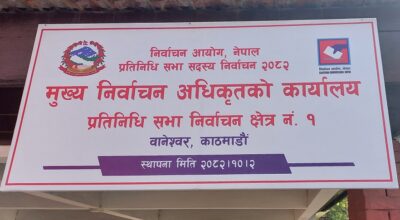 निर्वाचन आयोग, नेपाल
प्रतिनिधि सभा सदस्य निर्वाचन २०८२
मुख्य निर्वाचन अधिकृतको कार्यालय
प्रतिनिधि सभा निर्वाचन क्षेत्र नं. १
वानेश्वर, काठमाडौं
स्थापना मिति २०८२।१०।२